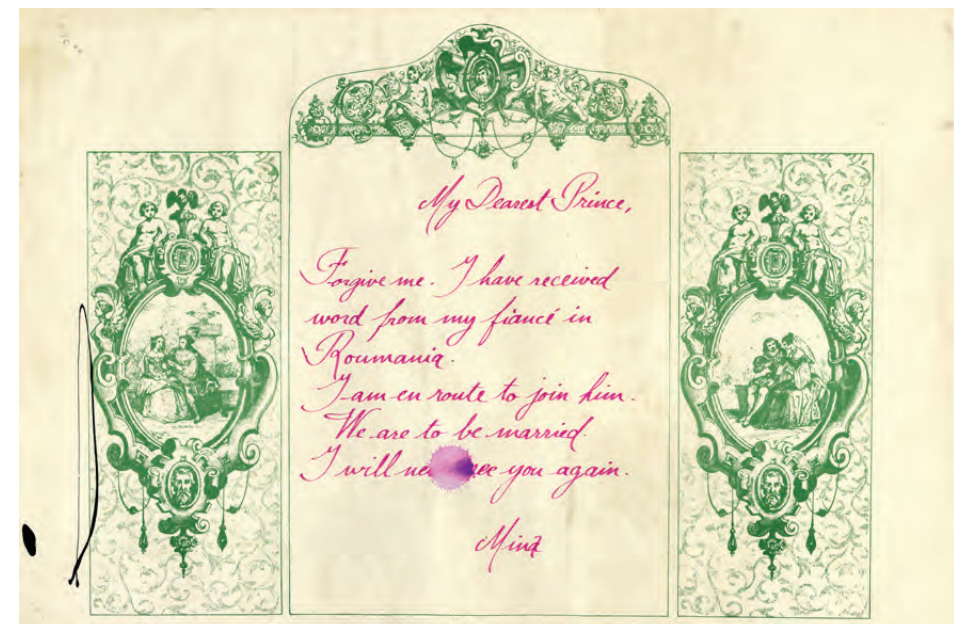 My Dearest Prince,
Forgive me. I have received
word from my fiancé in
Roumania.
I am en route to join him.
We are to be married.
I will see you again.
Mina